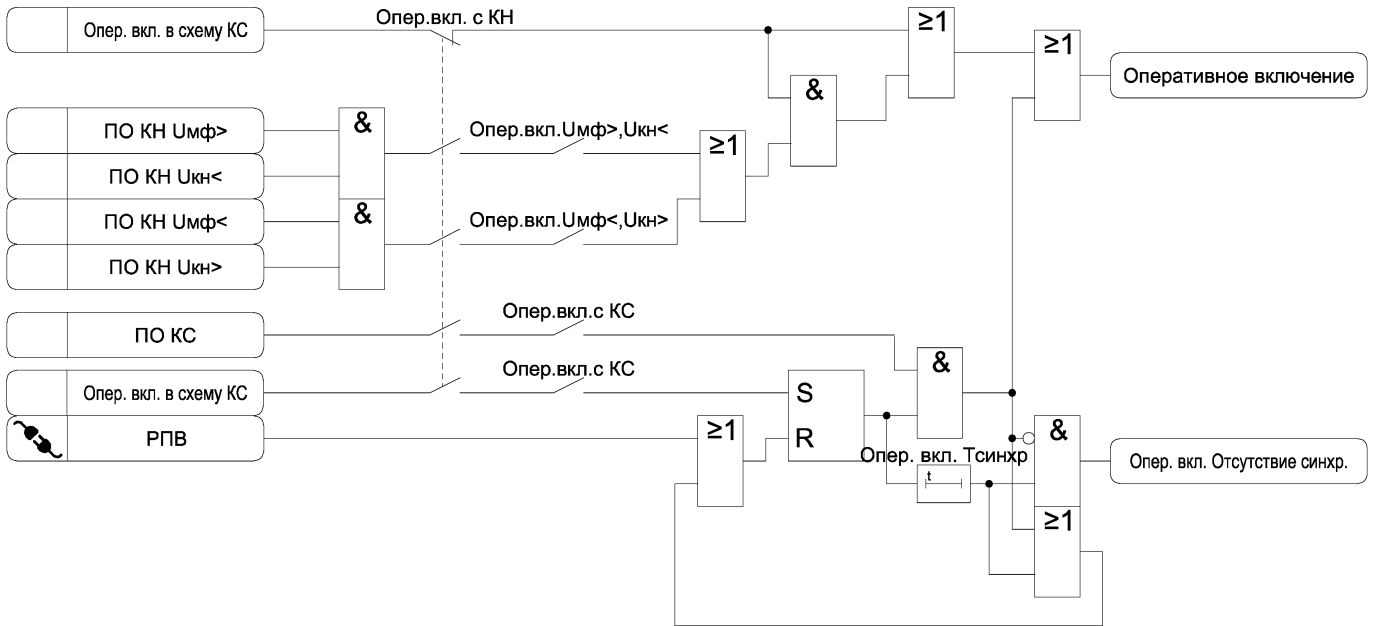 Опер. вкл. в схему КС
Опер.вкл. с КН
≥1
≥1
Оперативное включение
&
ПО КН Uмф>
&
Опер.вкл.Uмф>,Uкн<
≥1
ПО КН Uкн<
ПО КН Uмф<
&
Опер.вкл.Uмф<,Uкн>
ПО КН Uкн>
Опер.вкл.с КС
ПО КС
&
Опер.вкл.с КС
Опер. вкл. в схему КС
S
РПВ
≥1
R
&
Опер. вкл. Тсинхр
Опер. вкл. Отсутствие синхр.
t
≥1